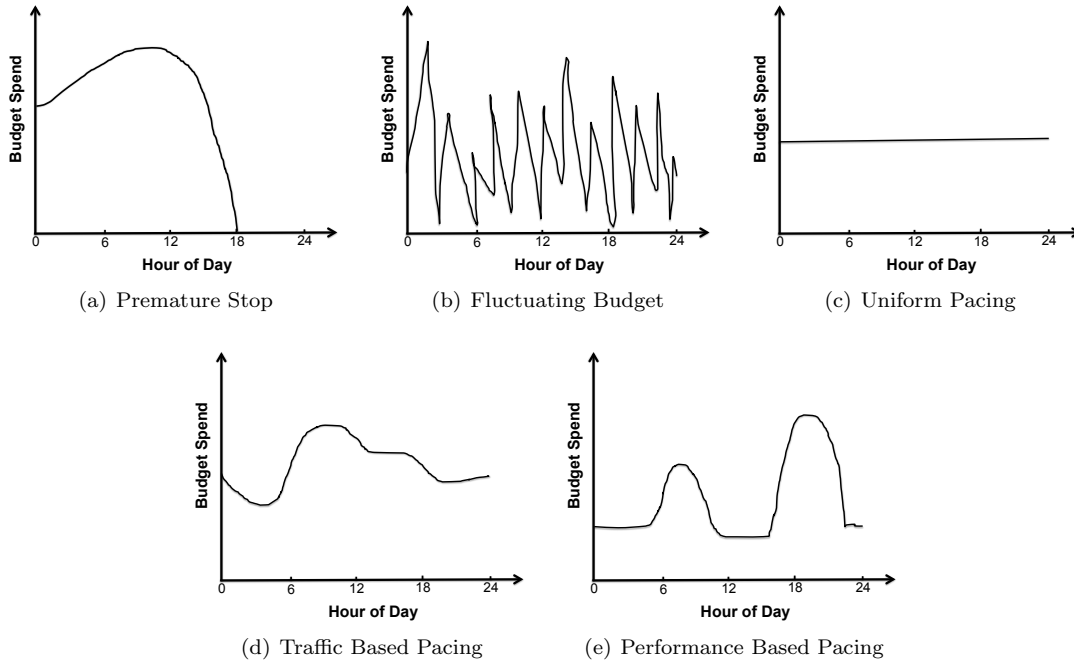 Budget Spend
0 6 12 18 24
Hour of Day
(a) Premature Stop
Budget Spend
0 6 12 18 24
Hour of Day
(b) Fluctuating Budget
Budget Spend
0 6 12 18 24
Hour of Day
(c) Uniform Pacing
Budget Spend
0 6 12 18 24
Hour of Day
(d) Traffic Based Pacing
Budget Spend
0 6 12 18 24
Hour of Day
(e) Performance Based Pacing